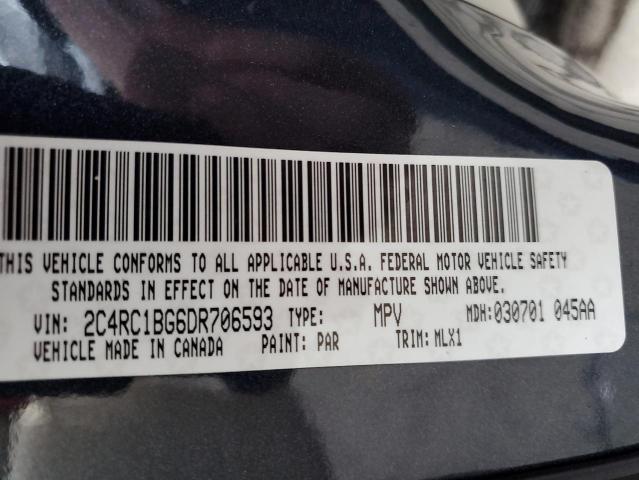 THIS VEHICLE CONFORMS TO ALL APPLICABLE U.S.A. FEDERAL MOTOR VEHICLE SAFETY
STANDARDS IN EFFECT ON THE DATE OF MANUFACTURE SHOWN ABOVE.
VIN: 2C4RC1BG6DR706593 TYPE: MPV MDH:030701 045AA
VEHICLE MADE IN CANADA PAINT: PAR TRIM: MLX1